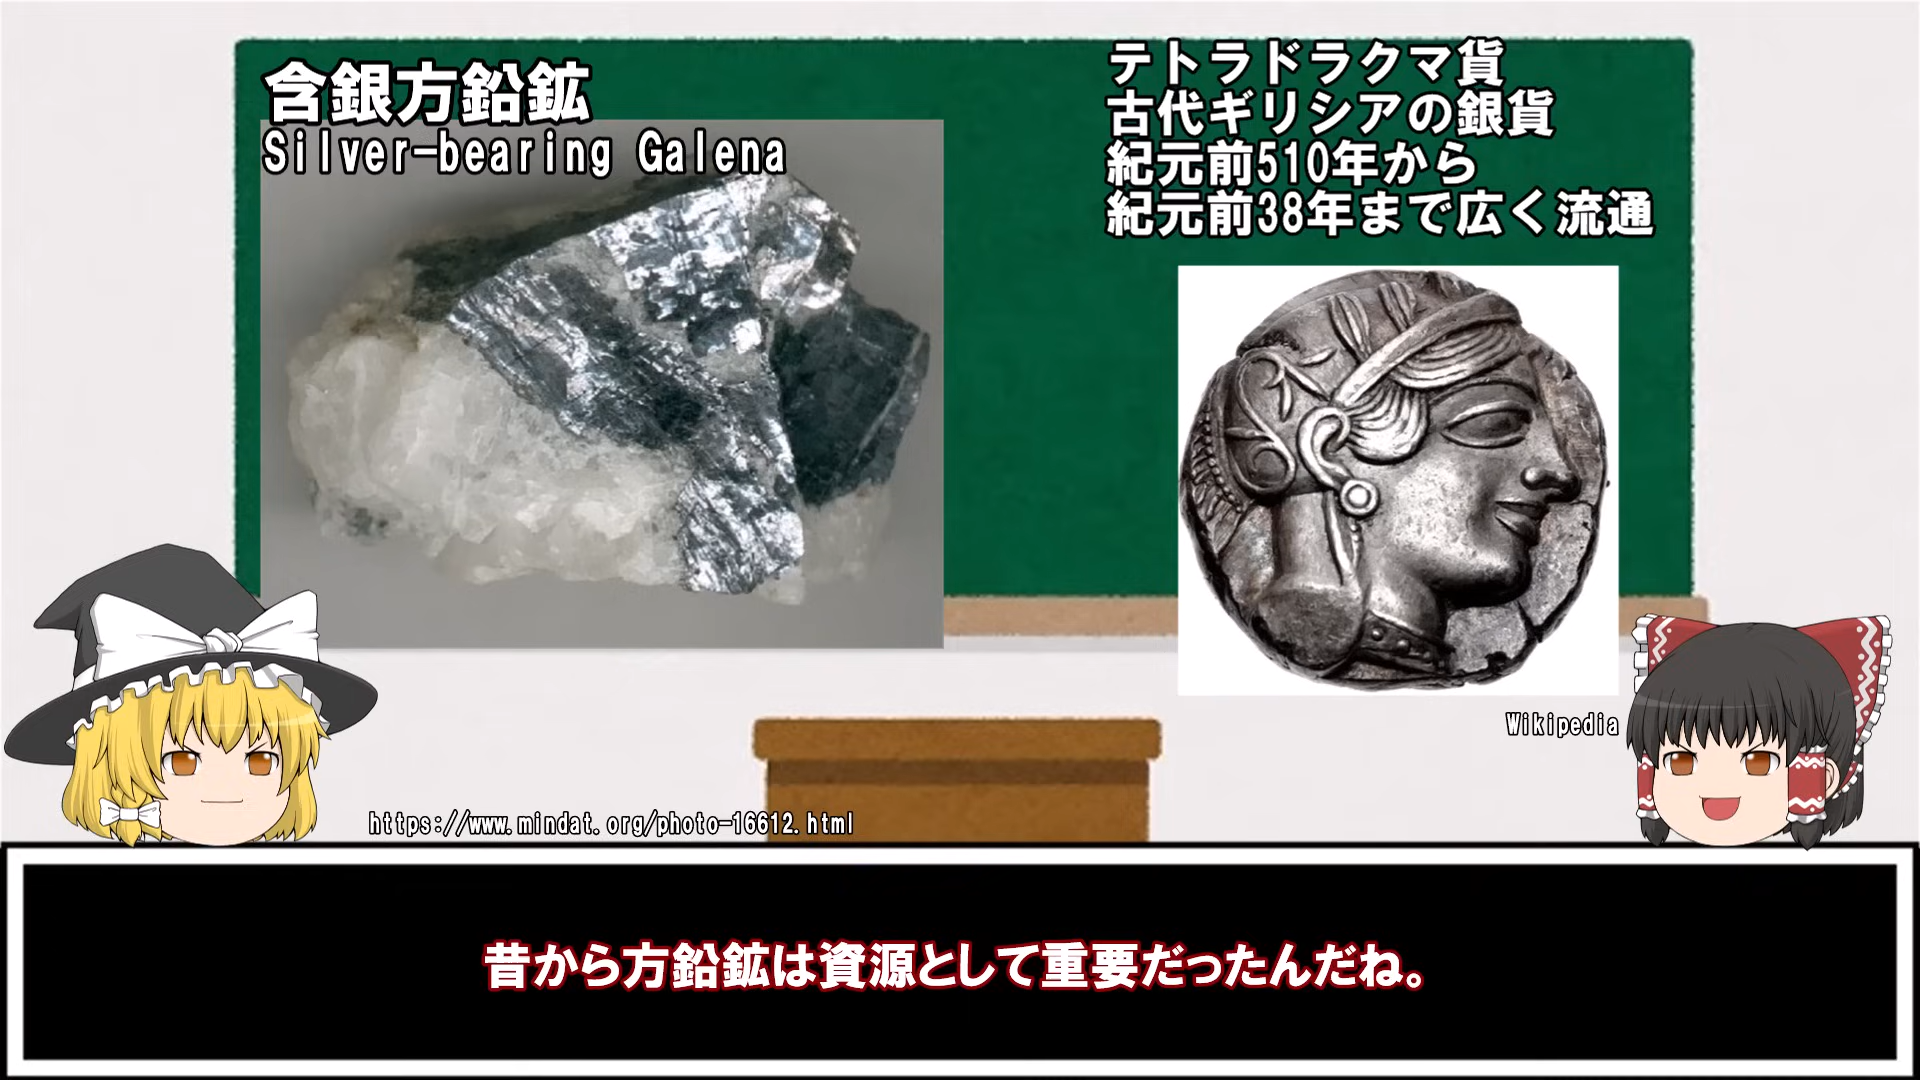 含銀方鉛鉱
Silver-bearing Galena
テトラドラクマ貨
古代ギリシアの銀貨
紀元前510年から
紀元前38年まで広く流通
Wikipedia
https://www.mindat.org/photo-16612.html
昔から方鉛鉱は資源として重要だったんだね。